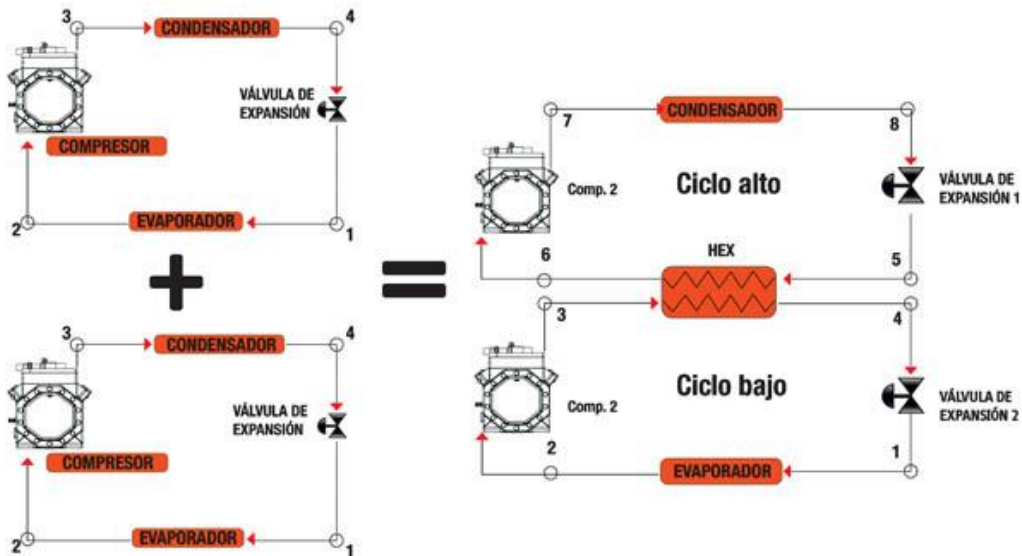 3
CONDENSADOR
4
VÁLVULA DE
EXPANSIÓN
COMPRESOR
2
EVAPORADOR
1
3
CONDENSADOR
4
VÁLVULA DE
EXPANSIÓN
COMPRESOR
2
EVAPORADOR
1
7
CONDENSADOR
8
Comp. 2
Ciclo alto
VÁLVULA DE
EXPANSIÓN 1
6
HEX
5
3
4
Comp. 2
Ciclo bajo
VÁLVULA DE
EXPANSIÓN 2
2
EVAPORADOR
1